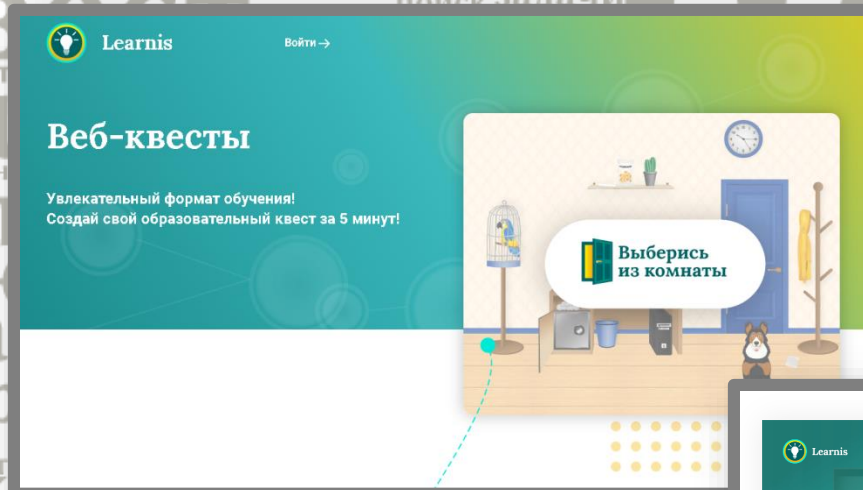 Learnis
Войти →
Веб-квесты
Увлекательный формат обучения!
Создай свой образовательный квест за 5 минут!
Выберись
из комнаты
Learnis